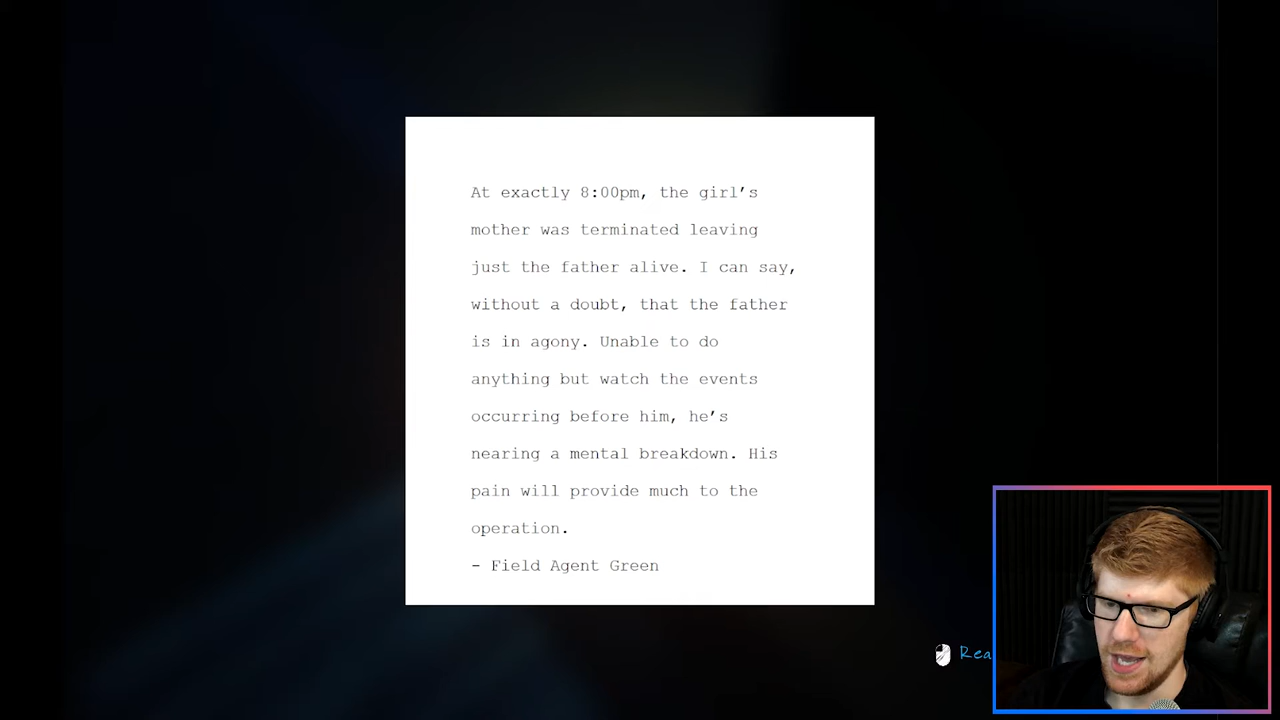 At exactly 8:00pm, the girl's
mother was terminated leaving
just the father alive. I can say,
without a doubt, that the father
is in agony. Unable to do
anything but watch the events
occurring before him, he's
nearing a mental breakdown. His
pain will provide much to the
operation.
- Field Agent Green